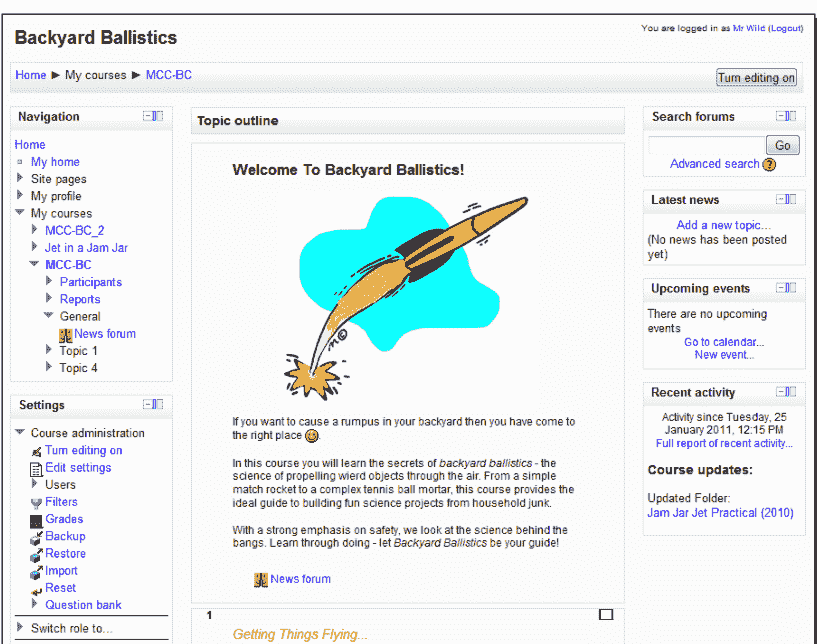 You are logged in as Mr Wild (Logout)
Backyard Ballistics
Home ► My courses ► MCC-BC
Turn editing on
Navigation
Home
My home
Site pages
My profile
My courses
MCC-BC_2
Jet in a Jam Jar
MCC-BC
Participants
Reports
General
News forum
Topic 1
Topic 4
Settings
Course administration
Turn editing on
Edit settings
Users
Filters
Grades
Backup
Restore
Import
Reset
Question bank
Switch role to...
Topic outline
Welcome To Backyard Ballistics!
If you want to cause a rumpus in your backyard then you have come to
the right place
In this course you will learn the secrets of backyard ballistics - the
science of propelling wierd objects through the air. From a simple
match rocket to a complex tennis ball mortar, this course provides the
ideal guide to building fun science projects from household junk.
With a strong emphasis on safety, we look at the science behind the
bangs. Learn through doing - let Backyard Ballistics be your guide!
News forum
1
Getting Things Flying...
Search forums
Go
Advanced search ?
Latest news
Add a new topic...
(No news has been posted
yet)
Upcoming events
There are no upcoming
events
Go to calendar...
New event...
Recent activity
Activity since Tuesday, 25
January 2011, 12:15 PM
Full report of recent activity...
Course updates:
Updated Folder:
Jam Jar Jet Practical (2010)